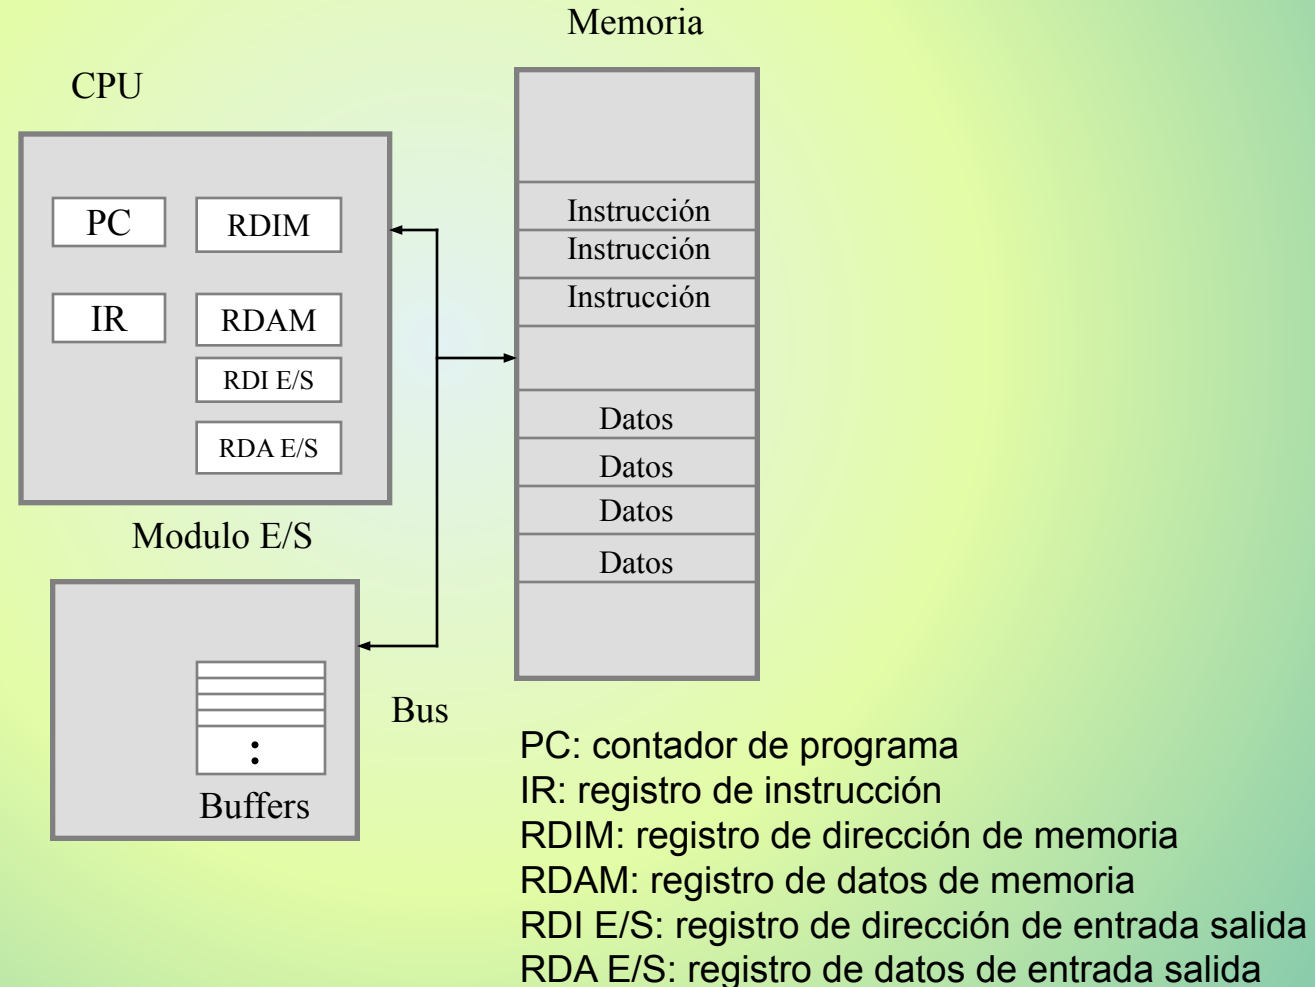 Memoria
CPU
PC
RDIM
IR
RDAM
RDI E/S
RDA E/S
Instrucción
Instrucción
Instrucción
Datos
Datos
Datos
Datos
Modulo E/S
:
Buffers
Bus
PC: contador de programa
IR: registro de instrucción
RDIM: registro de dirección de memoria
RDAM: registro de datos de memoria
RDI E/S: registro de dirección de entrada salida
RDA E/S: registro de datos de entrada salida